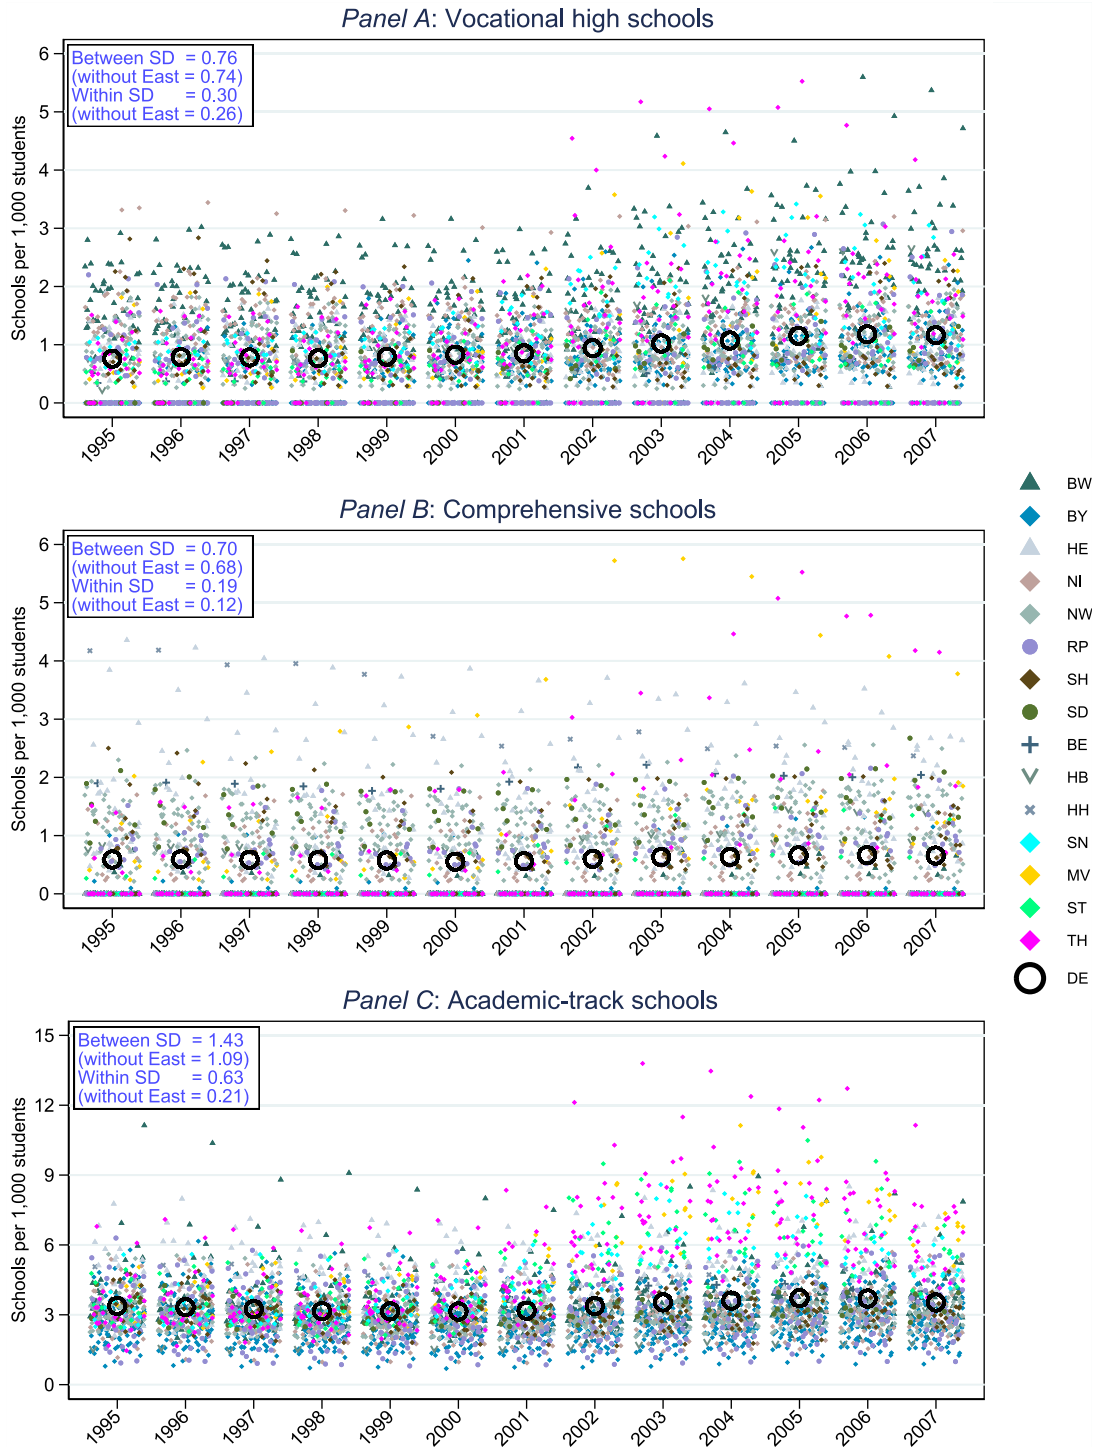 Panel A: Vocational high schools
Schools per 1,000 students
6
5
4
3
2
1
0
Between SD = 0.76
(without East = 0.74)
Within SD = 0.30
(without East = 0.26)
1995
1996
1997
1998
1999
2000
2001
2002
2003
2004
2005
2006
2007
Panel B: Comprehensive schools
Schools per 1,000 students
6
5
4
3
2
1
0
Between SD = 0.70
(without East = 0.68)
Within SD = 0.19
(without East = 0.12)
1995
1996
1997
1998
1999
2000
2001
2002
2003
2004
2005
2006
2007
Panel C: Academic-track schools
Schools per 1,000 students
15
12
9
6
3
0
Between SD = 1.43
(without East = 1.09)
Within SD = 0.63
(without East = 0.21)
1995
1996
1997
1998
1999
2000
2001
2002
2003
2004
2005
2006
2007
BW
BY
HE
NI
NW
RP
SH
SD
BE
HB
HH
SN
MV
ST
TH
DE